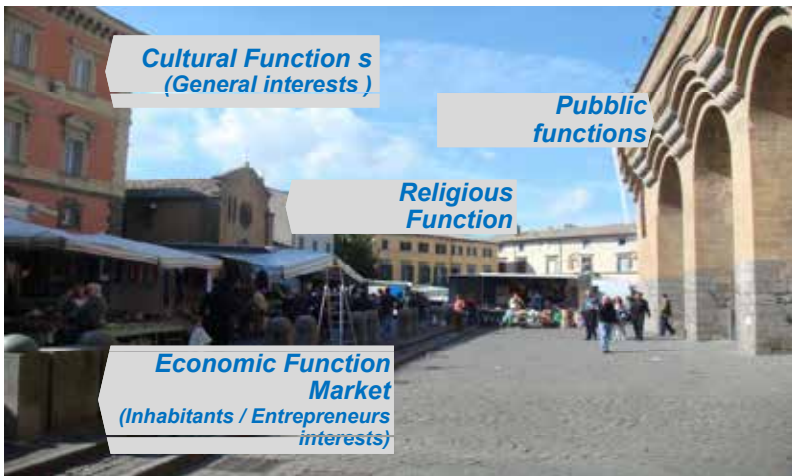 Cultural Function s
(General interests )
Pubblic
functions
Religious
Function
Economic Function
Market
(Inhabitants / Entrepreneurs
interests)